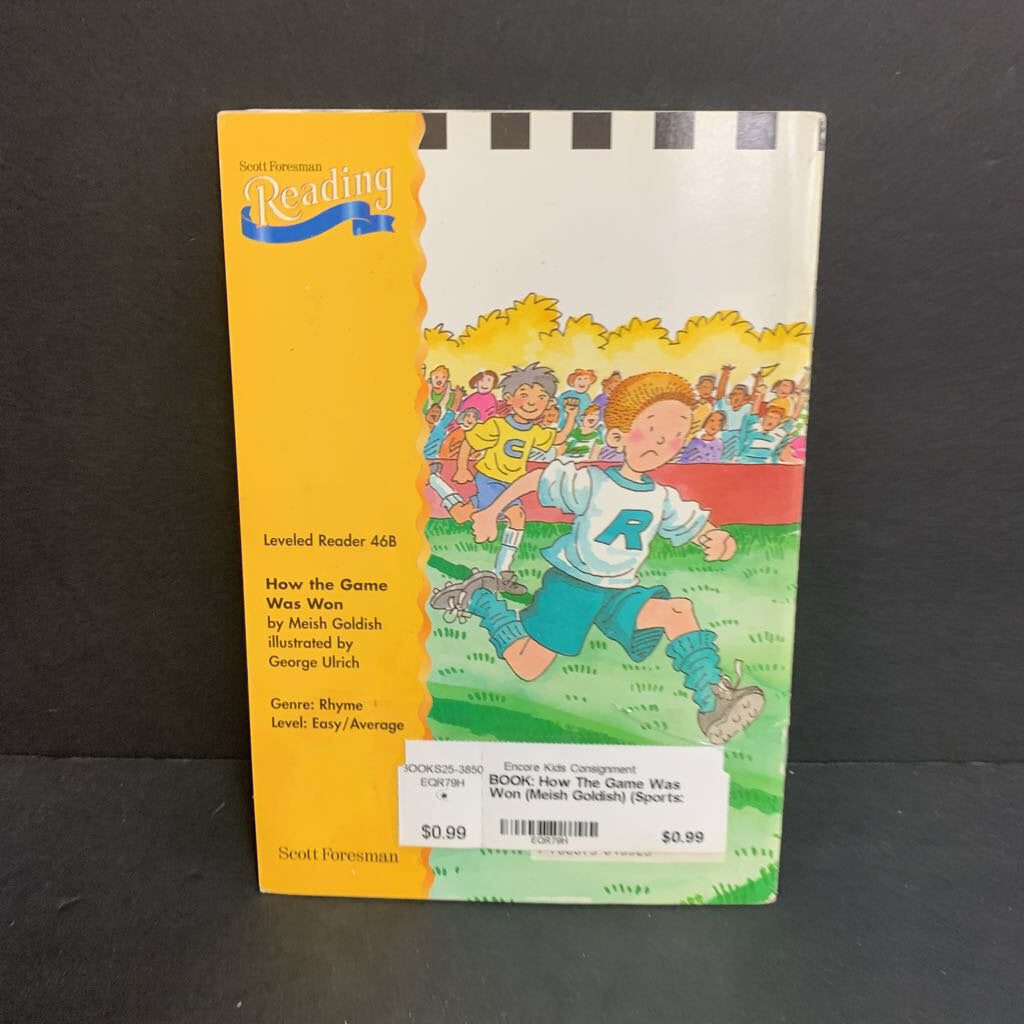 Scott Foresman
Reading
C
R
Leveled Reader 46B
How the Game
Was Won
by Meish Goldish
illustrated by
George Ulrich
Genre: Rhyme
Level: Easy/Average
BOOKS25-3850
EQR79H
$0.99
Encore Kids Consignment
BOOK: How The Game Was
Won (Meish Goldish) (Sports:
EQR79H
$0.99
Scott Foresman